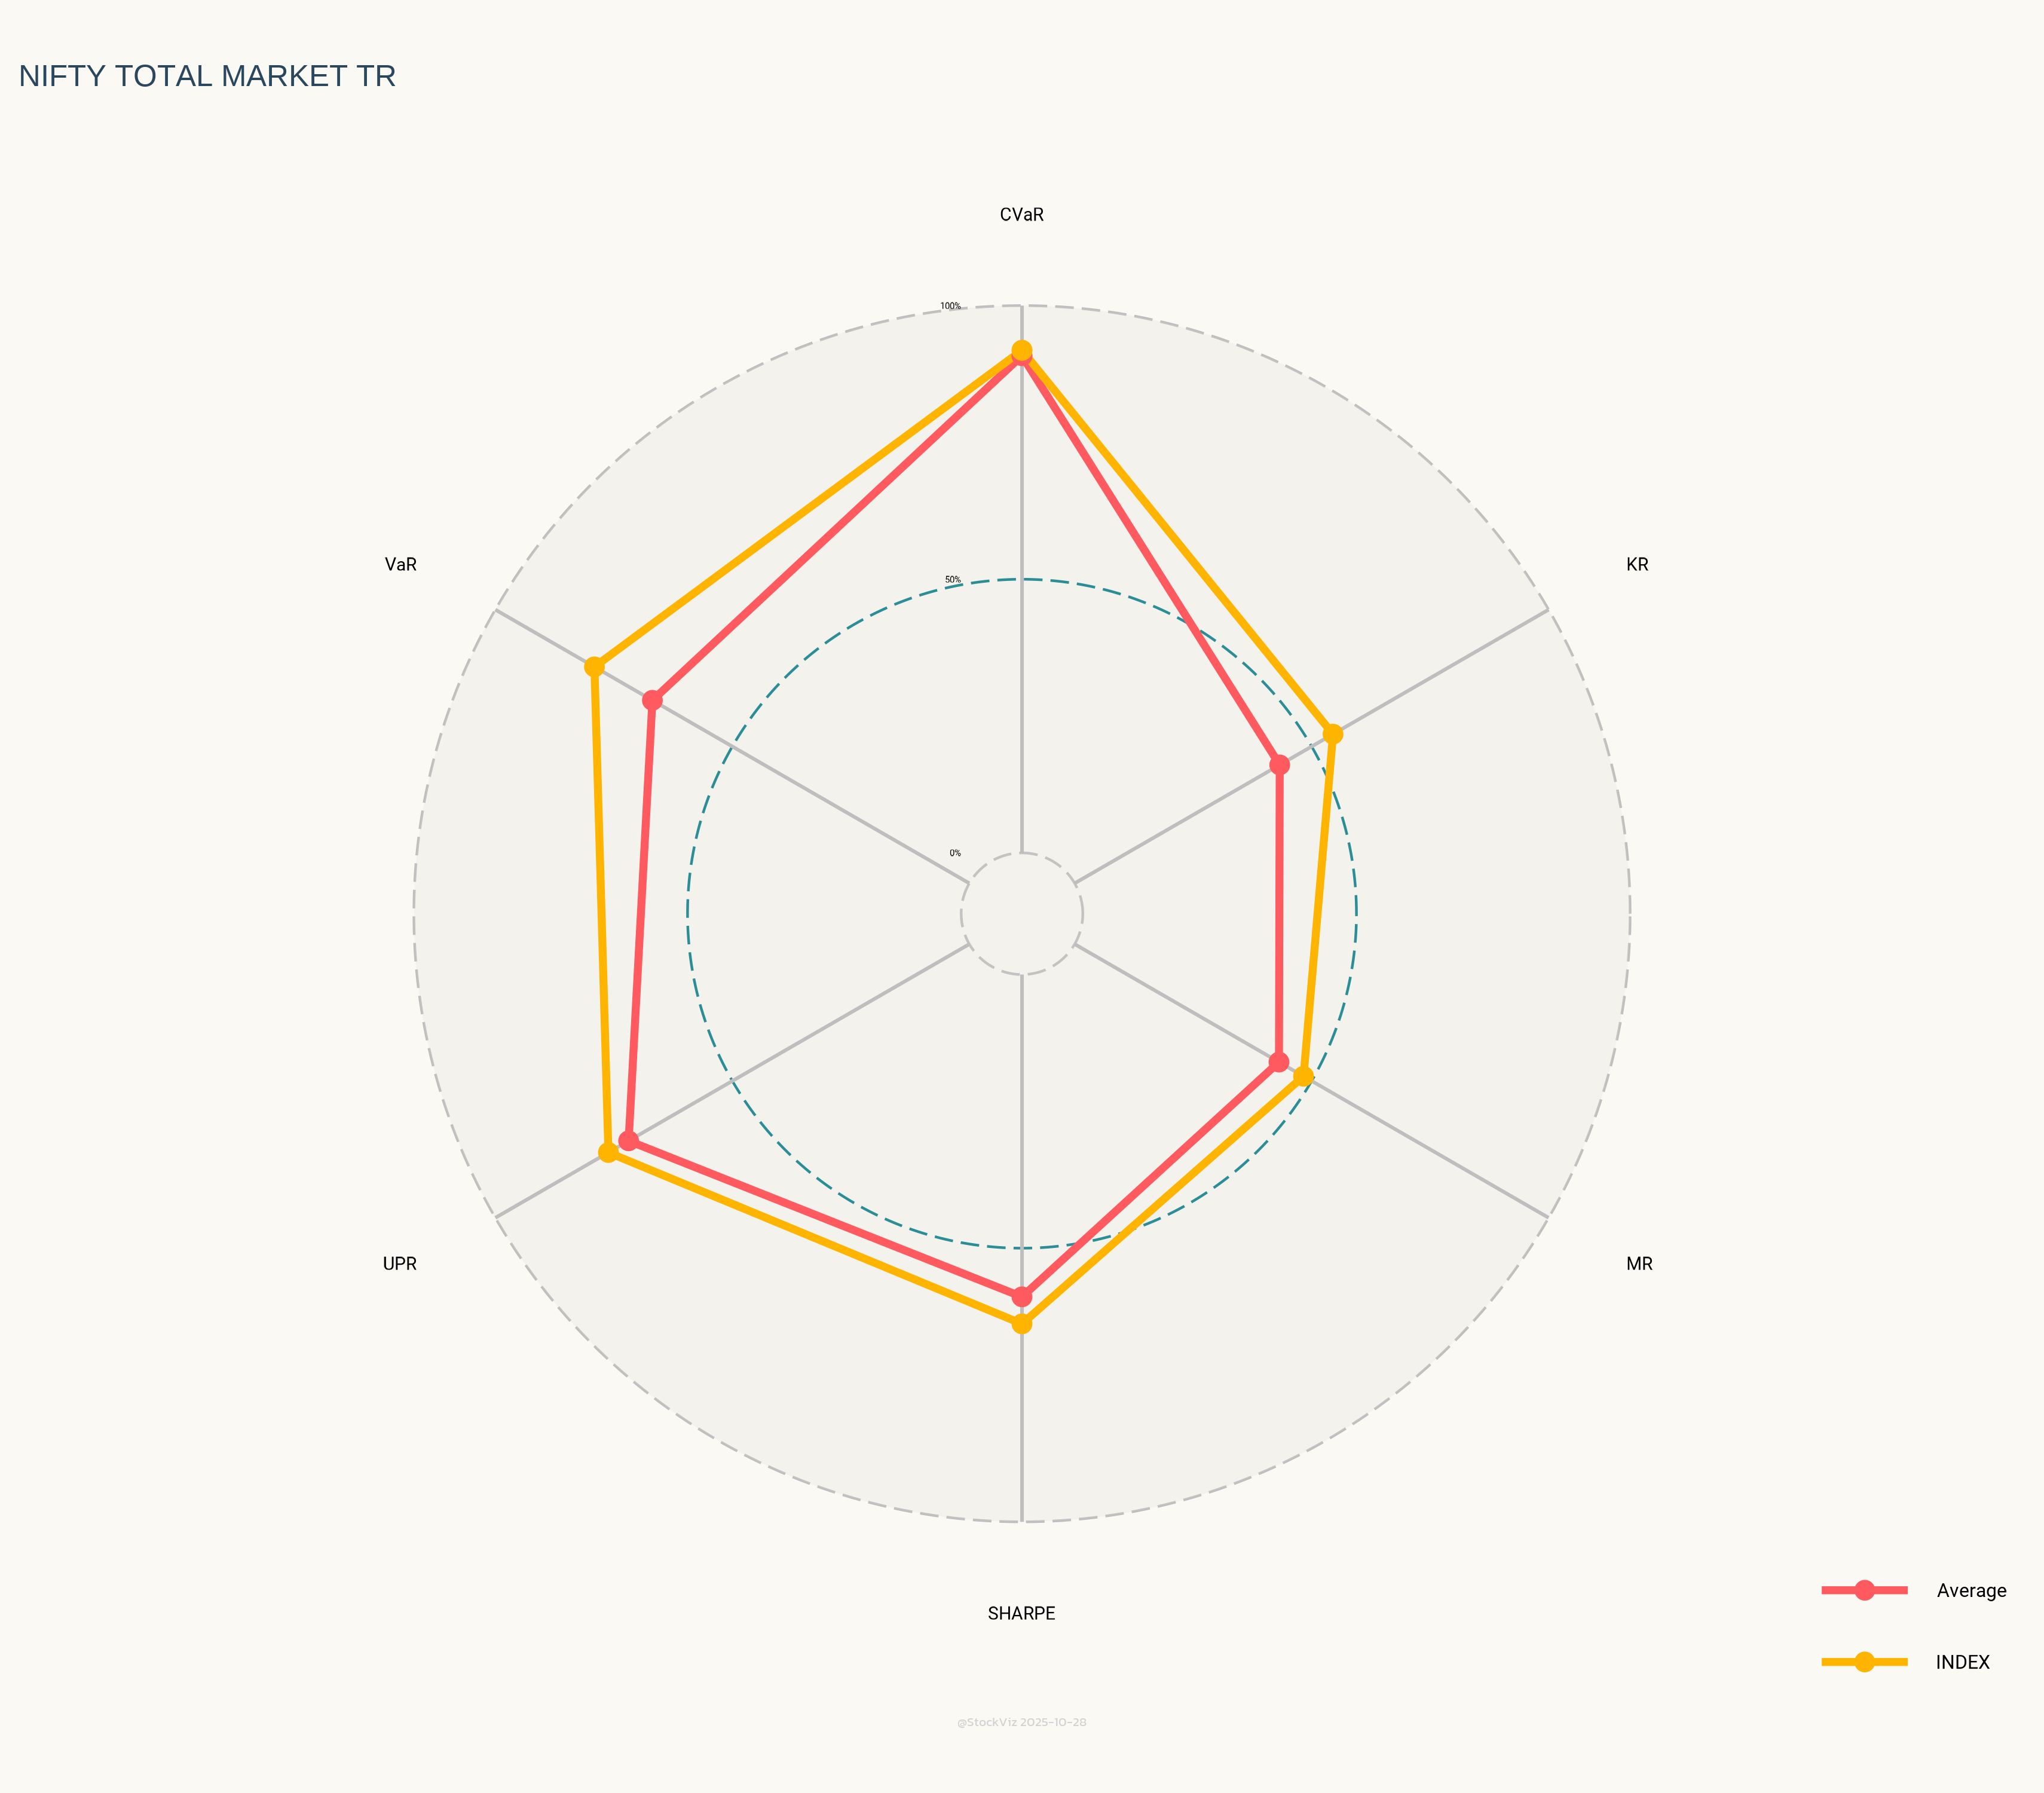 NIFTY TOTAL MARKET TR
CVaR
100%
VaR
KR
50%
0%
UPR
MR
SHARPE
Average
INDEX
@StockViz 2025-10-28